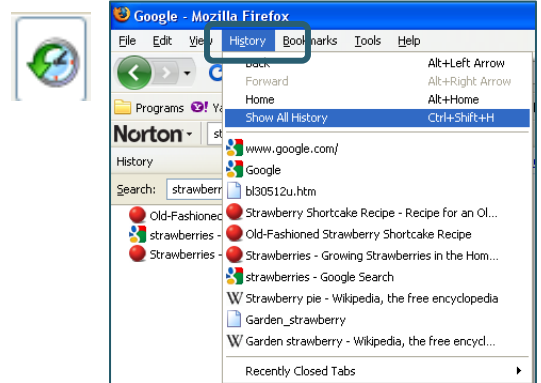 Google - Mozilla Firefox
File Edit View History Bookmarks Tools Help
Back Alt+Left Arrow
Forward Alt+Right Arrow
Home Alt+Home
Programs
Show All History Ctrl+Shift+H
Norton
www.google.com/
History
Google
Search: strawberr
bl30512u.htm
Old-Fashioned
Strawberry Shortcake Recipe - Recipe for an Ol...
strawberries -
Old-Fashioned Strawberry Shortcake Recipe
Strawberries -
Strawberries - Growing Strawberries in the Hom...
strawberries - Google Search
Strawberry pie - Wikipedia, the free encyclopedia
Garden_strawberry
Garden strawberry - Wikipedia, the free encycl...
Recently Closed Tabs